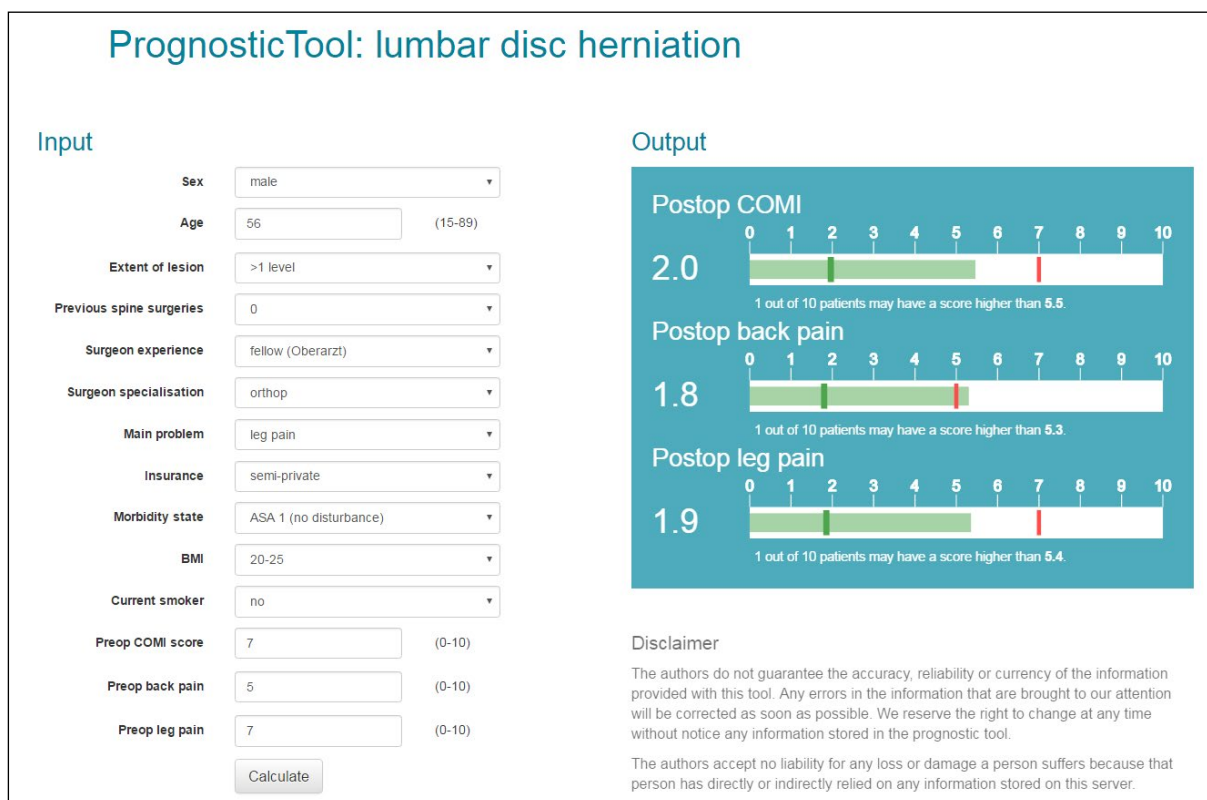 PrognosticTool: lumbar disc herniation
Input
Sex male
Age 56 (15-89)
Extent of lesion >1 level
Previous spine surgeries 0
Surgeon experience fellow (Oberarzt)
Surgeon specialisation orthop
Main problem leg pain
Insurance semi-private
Morbidity state ASA 1 (no disturbance)
BMI 20-25
Current smoker no
Preop COMI score 7 (0-10)
Preop back pain 5 (0-10)
Preop leg pain 7 (0-10)
Calculate
Output
Postop COMI
0 1 2 3 4 5 6 7 8 9 10
2.0
1 out of 10 patients may have a score higher than 5.5.
Postop back pain
0 1 2 3 4 5 6 7 8 9 10
1.8
1 out of 10 patients may have a score higher than 5.3.
Postop leg pain
0 1 2 3 4 5 6 7 8 9 10
1.9
1 out of 10 patients may have a score higher than 5.4.
Disclaimer
The authors do not guarantee the accuracy, reliability or currency of the information
provided with this tool. Any errors in the information that are brought to our attention
will be corrected as soon as possible. We reserve the right to change at any time
without notice any information stored in the prognostic tool.
The authors accept no liability for any loss or damage a person suffers because that
person has directly or indirectly relied on any information stored on this server.